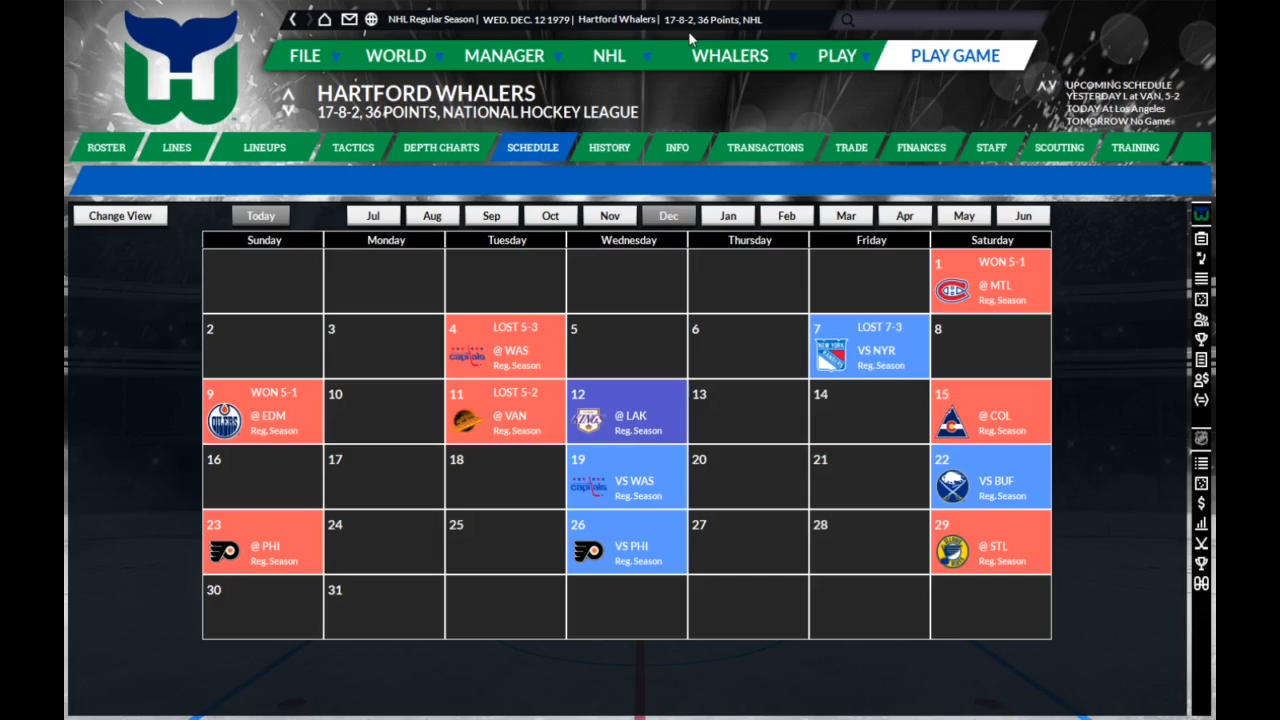 NHL Regular Season | WED. DEC. 12 1979 | Hartford Whalers | 17-8-2, 36 Points, NHL
FILE WORLD MANAGER NHL WHALERS PLAY PLAY GAME
HARTFORD WHALERS
17-8-2, 36 POINTS, NATIONAL HOCKEY LEAGUE
UPCOMING SCHEDULE
YESTERDAY L at VAN, 5-2
TODAY At Los Angeles
TOMORROW No Game
ROSTER LINES LINEUPS TACTICS DEPTH CHARTS SCHEDULE HISTORY INFO TRANSACTIONS TRADE FINANCES STAFF SCOUTING TRAINING
Change View Today Jul Aug Sep Oct Nov Dec Jan Feb Mar Apr May Jun
Sunday Monday Tuesday Wednesday Thursday Friday Saturday
1 WON 5-1
@ MTL
Reg. Season
2 3 4 LOST 5-3 5 6 7 LOST 7-3 8
capitals @ WAS NEW YORK RANGERS VS NYR
Reg. Season Reg. Season
9 WON 5-1 10 11 LOST 5-2 12 13 14 15
OILERS @ EDM @ VAN KINGS @ LAK @ COL
Reg. Season Reg. Season Reg. Season Reg. Season
16 17 18 19 20 21 22
capitals VS WAS VS BUF
Reg. Season Reg. Season
23 24 25 26 27 28 29
@ PHI VS PHI @ STL
Reg. Season Reg. Season Reg. Season
30 31